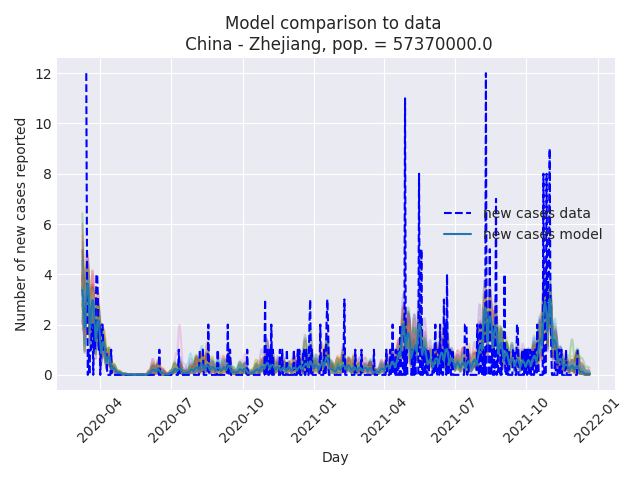 Model comparison to data
China - Zhejiang, pop. = 57370000.0
Number of new cases reported
12
10
8
6
4
2
0
new cases data
new cases model
2020-04
2020-07
2020-10
2021-01
2021-04
2021-07
2021-10
2022-01
Day